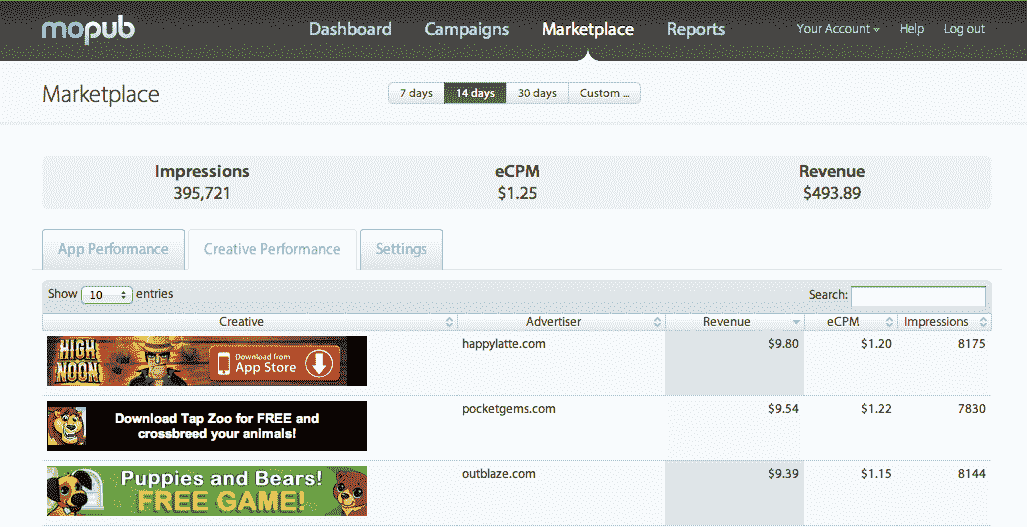 mopub Dashboard Campaigns Marketplace Reports Your Account Help Log out
Marketplace 7 days 14 days 30 days Custom ...
Impressions eCPM Revenue
395,721 $1.25 $493.89
App Performance Creative Performance Settings
Show 10 entries Search:
Creative Advertiser Revenue eCPM Impressions
HIGH NOON Download from App Store happylatte.com $9.80 $1.20 8175
Download Tap Zoo for FREE and
crossbreed your animals! pocketgems.com $9.54 $1.22 7830
Puppies and Bears!
FREE GAME! outblaze.com $9.39 $1.15 8144